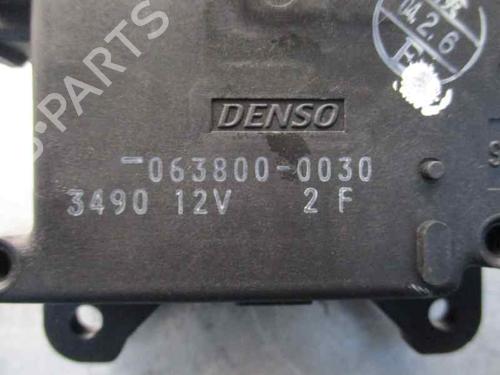 04.2.6
E
DENSO
063800-0030
3490 12V 2 F
B-PARTS